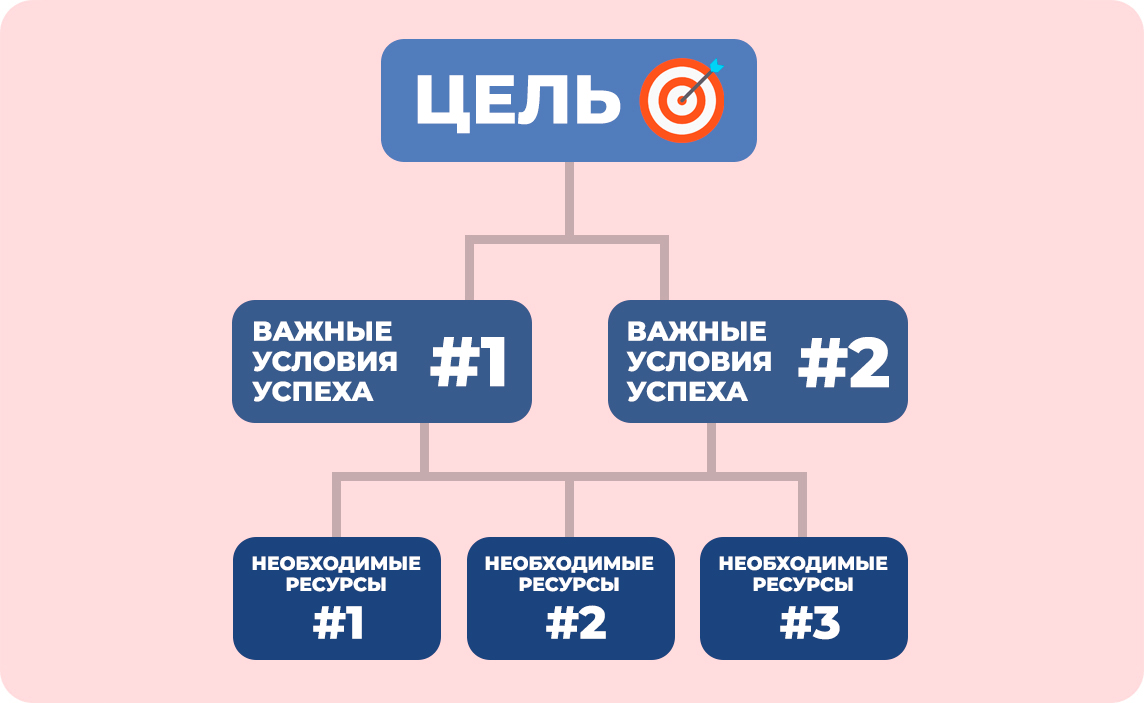 ЦЕЛЬ
ВАЖНЫЕ
УСЛОВИЯ
УСПЕХА
#1
ВАЖНЫЕ
УСЛОВИЯ
УСПЕХА
#2
НЕОБХОДИМЫЕ
РЕСУРСЫ
#1
НЕОБХОДИМЫЕ
РЕСУРСЫ
#2
НЕОБХОДИМЫЕ
РЕСУРСЫ
#3